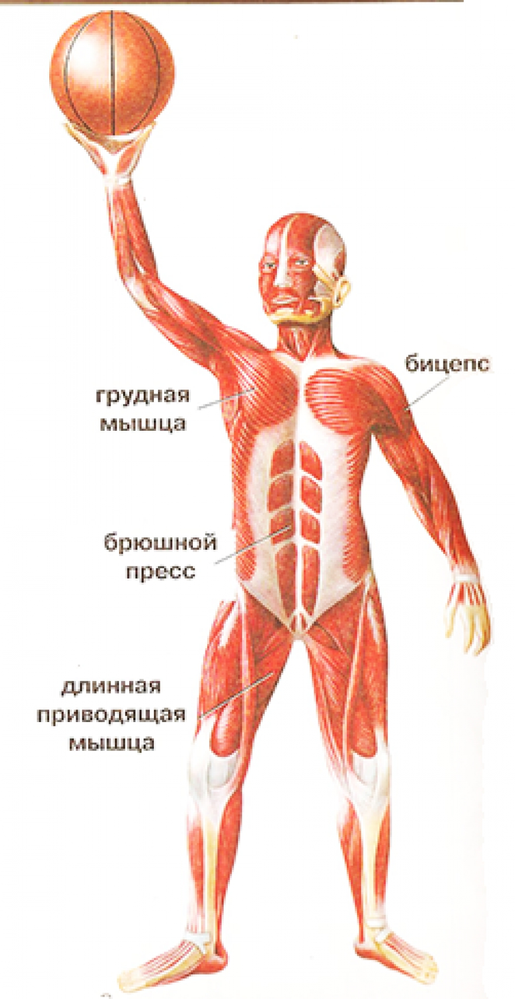 бицепс
грудная
мышца
брюшной
пресс
длинная
приводящая
мышца